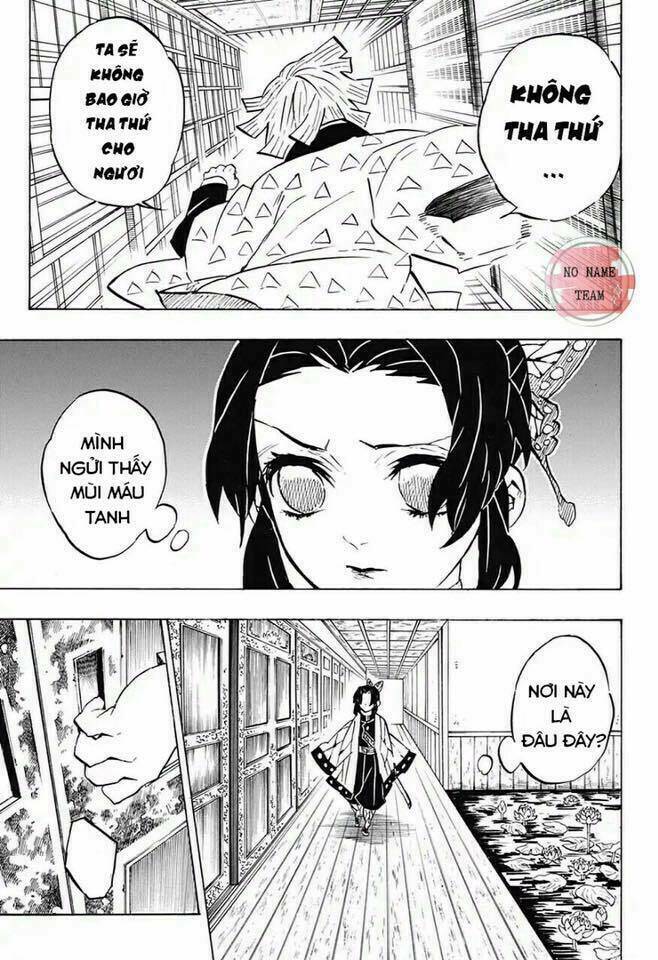 KHÔNG
THA THỨ
...
TA SẼ
KHÔNG
BAO GIỜ
THA THỨ
CHO
NGƯƠI
NO NAME
TEAM
MÌNH
NGỬI THẤY
MÙI MÁU
TANH
NƠI NÀY
LÀ
ĐÂU ĐÂY?